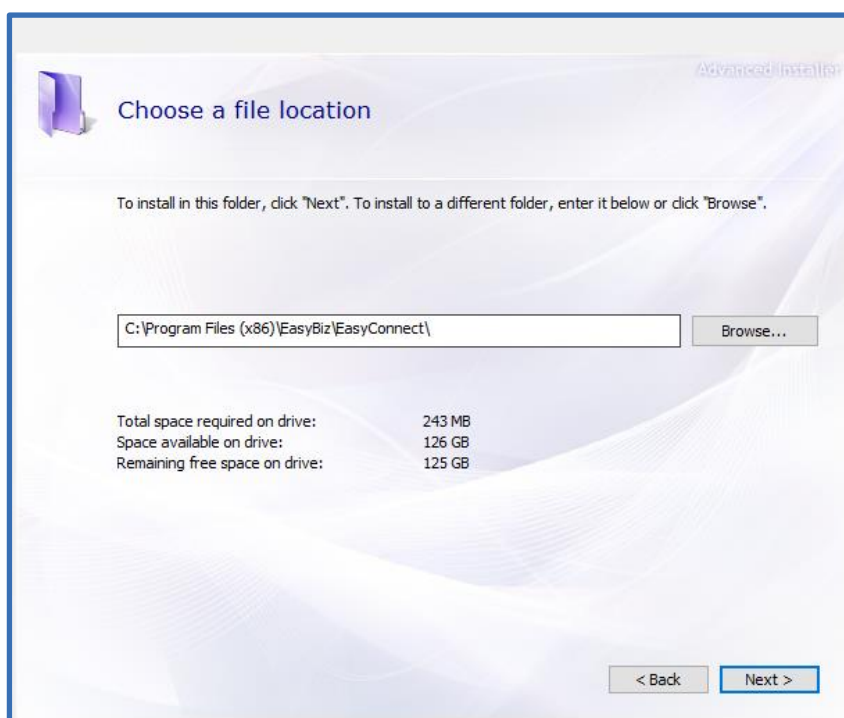 Advanced Installer
Choose a file location
To install in this folder, click "Next". To install to a different folder, enter it below or click "Browse".
C:\Program Files (x86)\EasyBiz\EasyConnect\
Browse...
Total space required on drive: 243 MB
Space available on drive: 126 GB
Remaining free space on drive: 125 GB
< Back
Next >